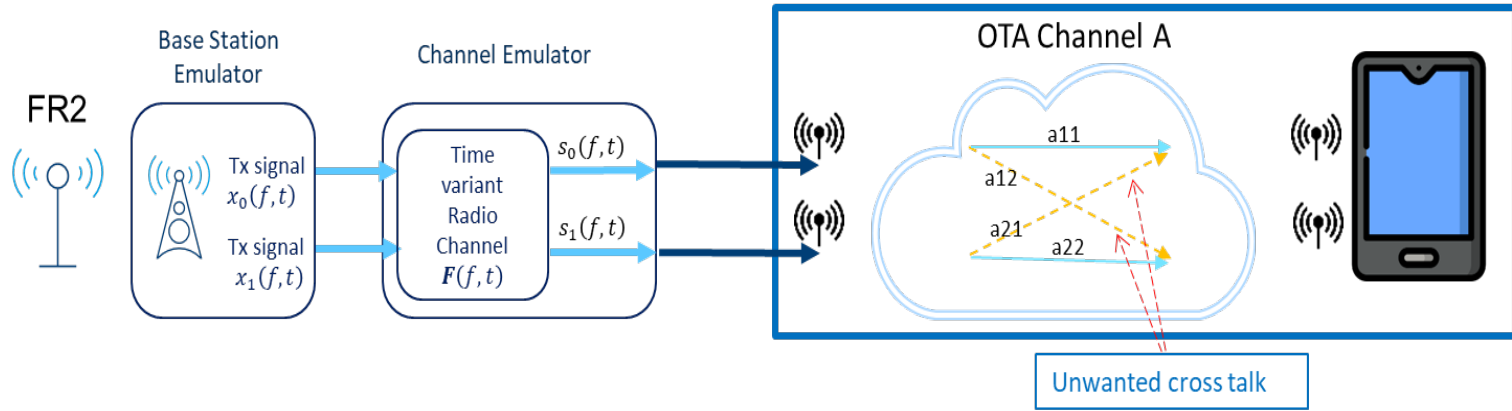 FR2
Base Station
Emulator
Tx signal
x₀(f,t)
Tx signal
x₁(f,t)
Channel Emulator
Time
variant
Radio
Channel
F(f,t)
s₀(f,t)
s₁(f,t)
OTA Channel A
a11
a12
a21
a22
Unwanted cross talk